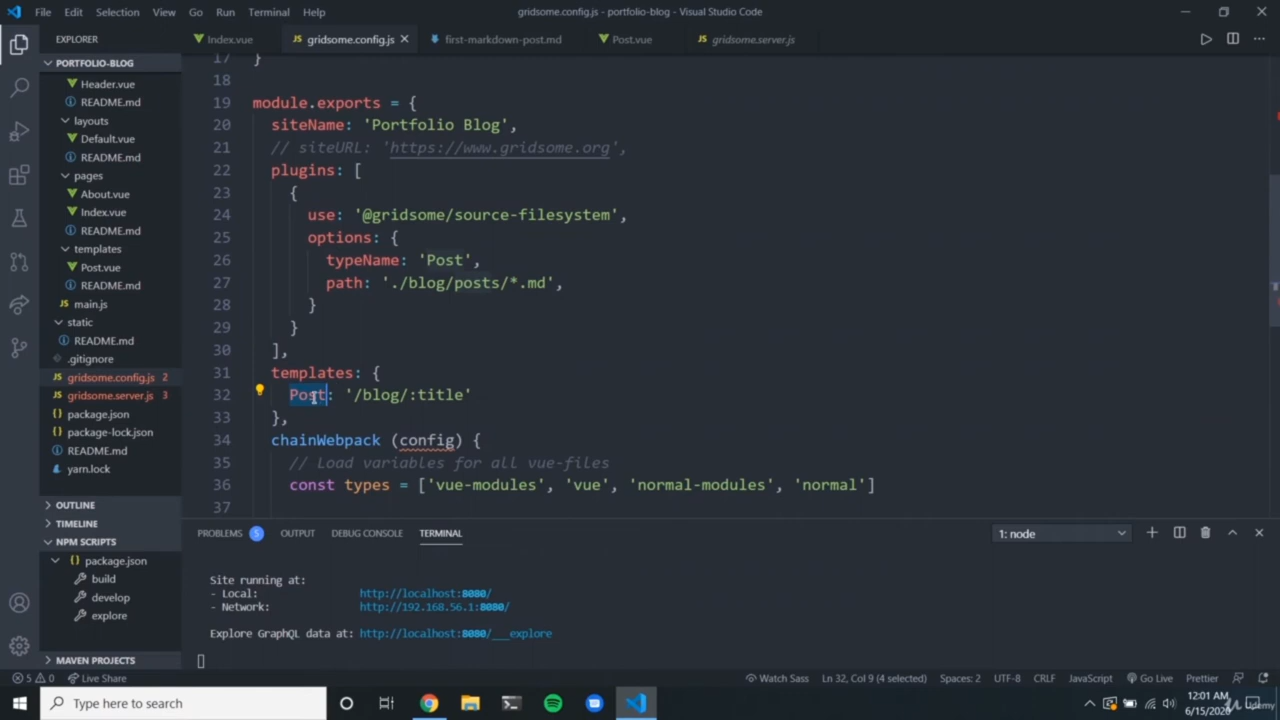 File Edit Selection View Go Run Terminal Help
gridsome.config.js - portfolio-blog - Visual Studio Code
EXPLORER
Index.vue
JS gridsome.config.js
first-markdown-post.md
Post.vue
JS gridsome.server.js
PORTFOLIO-BLOG
Header.vue
README.md
layouts
Default.vue
README.md
pages
About.vue
Index.vue
README.md
templates
Post.vue
README.md
JS main.js
static
README.md
.gitignore
JS gridsome.config.js 2
JS gridsome.server.js 3
{} package.json
{} package-lock.json
README.md
yarn.lock
OUTLINE
TIMELINE
NPM SCRIPTS
{} package.json
build
develop
explore
MAVEN PROJECTS
17 }
18
19 module.exports = {
20 siteName: 'Portfolio Blog',
21 // siteURL: 'https://www.gridsome.org',
22 plugins: [
23 {
24 use: '@gridsome/source-filesystem',
25 options: {
26 typeName: 'Post',
27 path: './blog/posts/*.md',
28 }
29 }
30 ],
31 templates: {
32 Post: '/blog/:title'
33 },
34 chainWebpack (config) {
35 // Load variables for all vue-files
36 const types = ['vue-modules', 'vue', 'normal-modules', 'normal']
37
PROBLEMS 5 OUTPUT DEBUG CONSOLE TERMINAL
1: node
Site running at:
- Local: http://localhost:8080/
- Network: http://192.168.56.1:8080/
Explore GraphQL data at: http://localhost:8080/___explore
5 0 Live Share
Watch Sass Ln 32, Col 9 (4 selected) Spaces: 2 UTF-8 CRLF JavaScript Go Live Prettier
Type here to search
12:01 AM
6/15/2020
Udemy